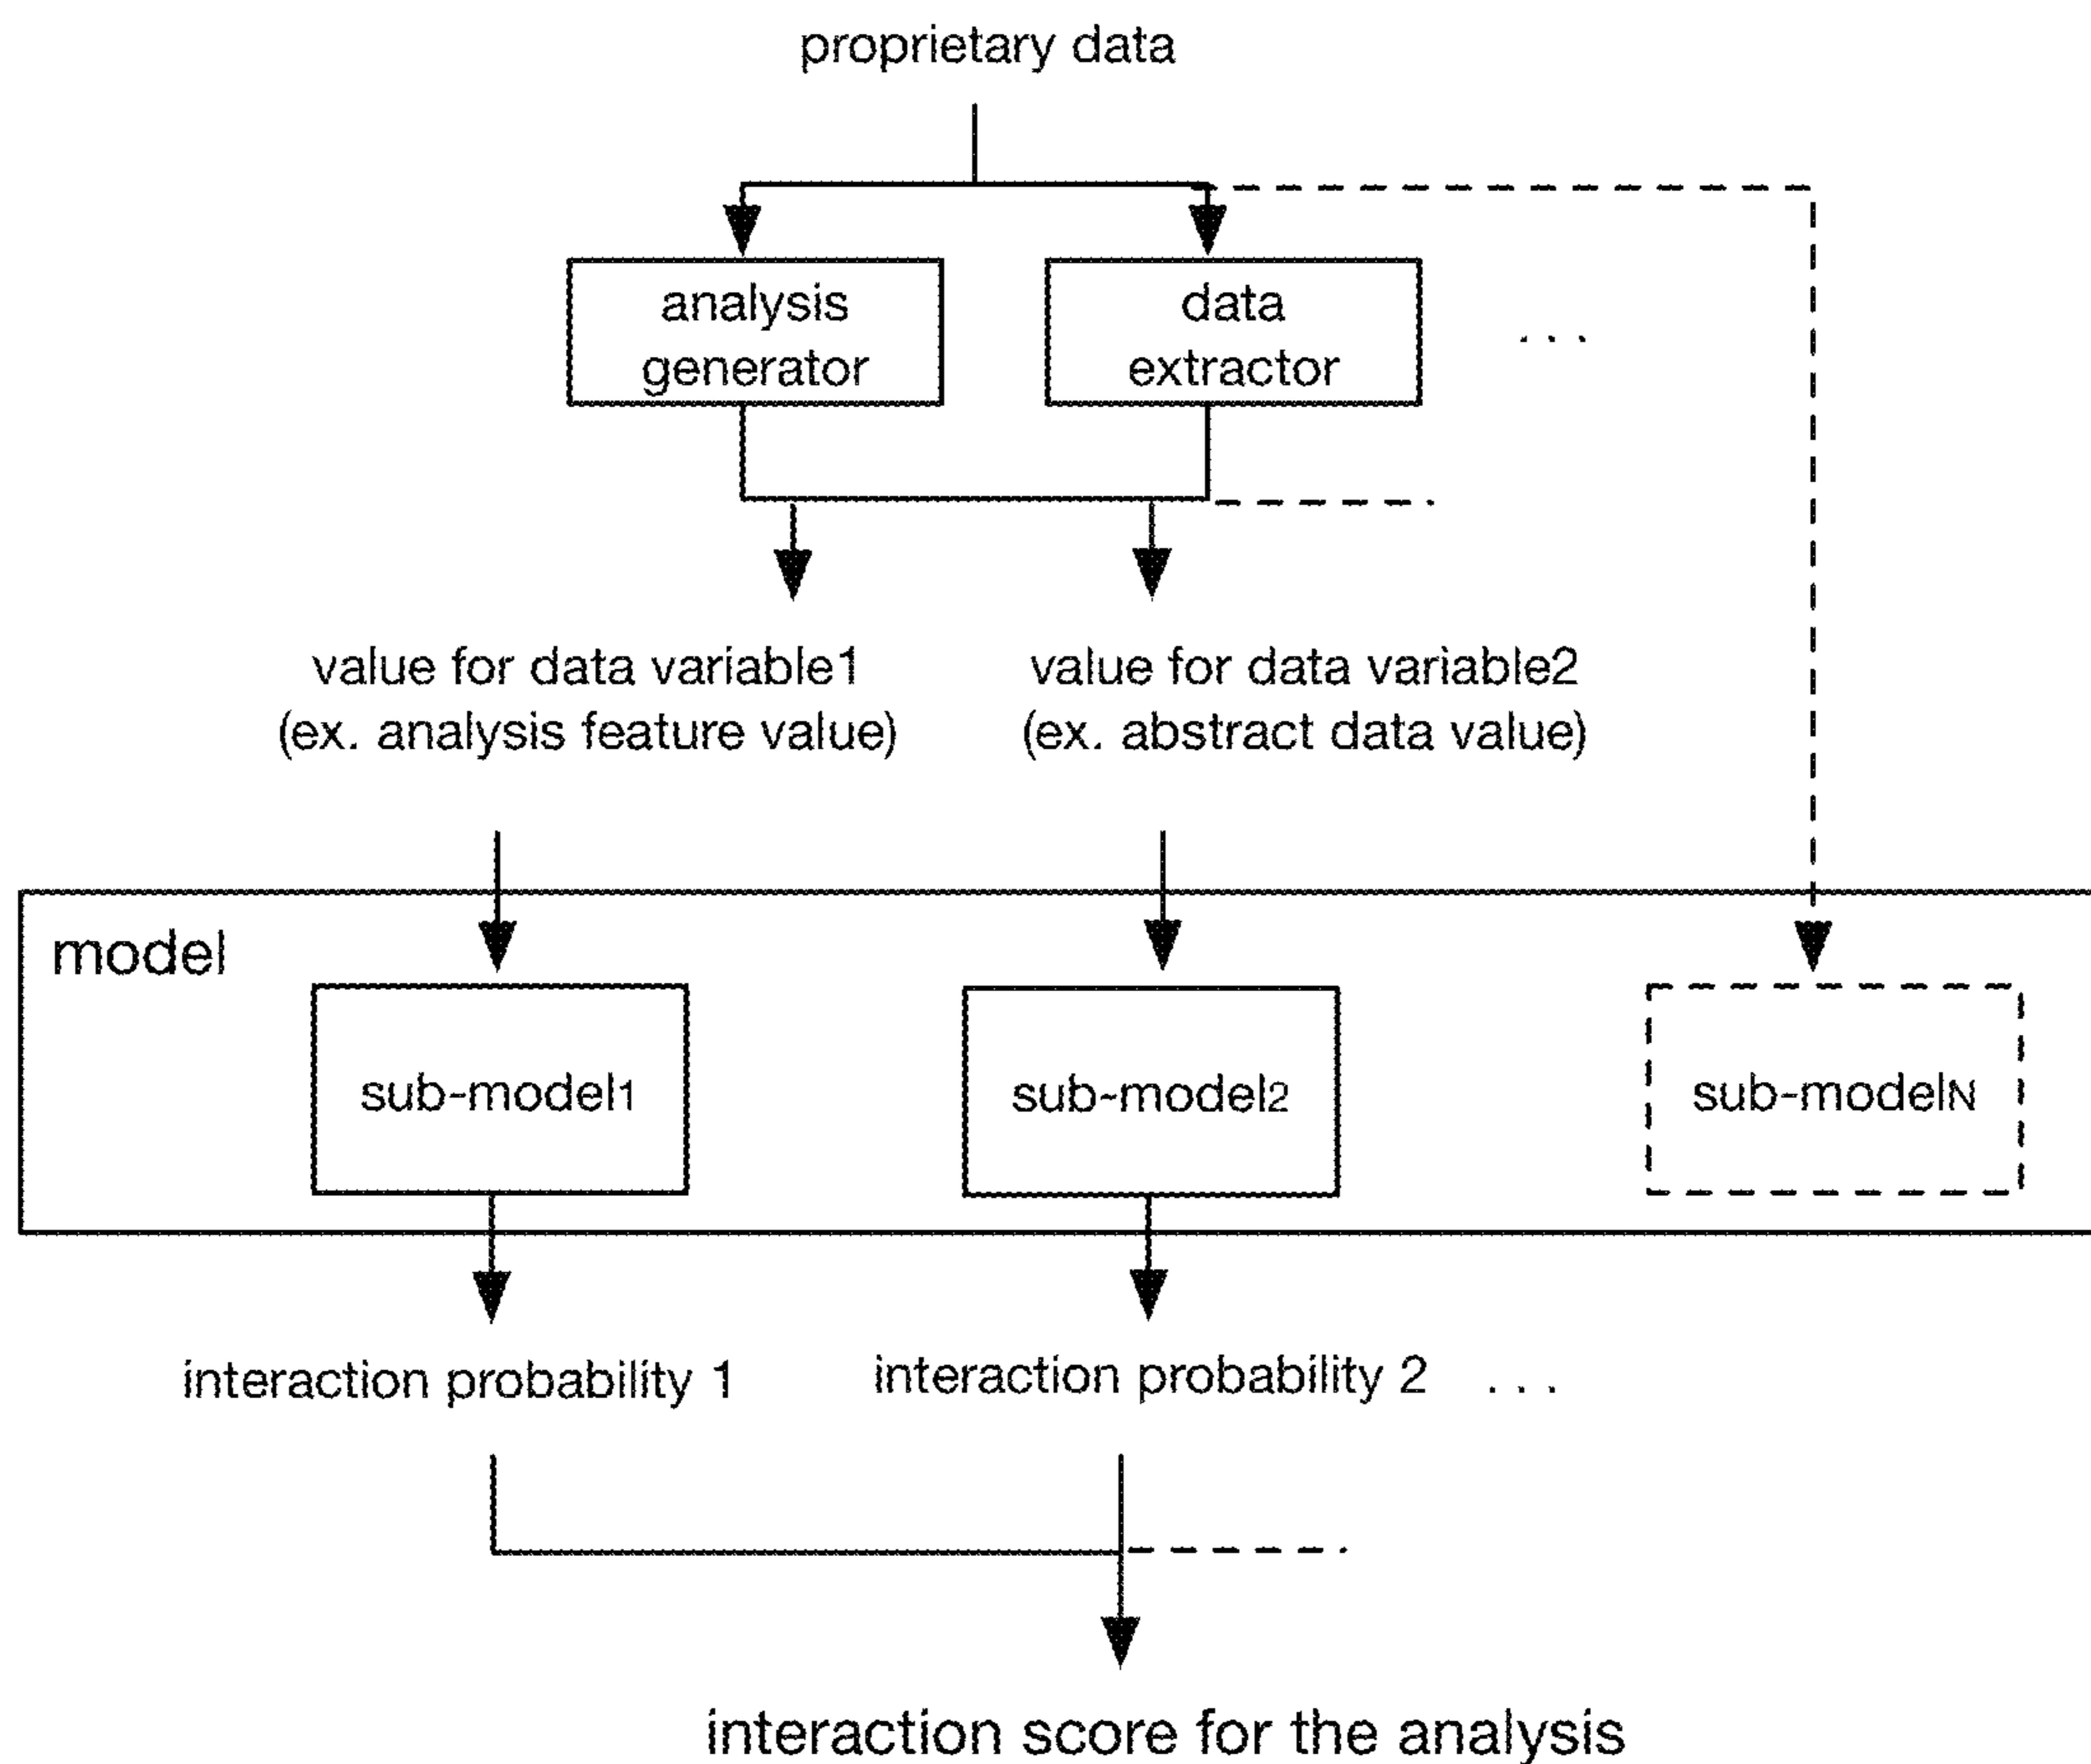 proprietary data
analysis
generator
data
extractor
. . .
value for data variable1
(ex. analysis feature value)
value for data variable2
(ex. abstract data value)
model
sub-model1
sub-model2
sub-modelN
interaction probability 1
interaction probability 2 . . .
interaction score for the analysis